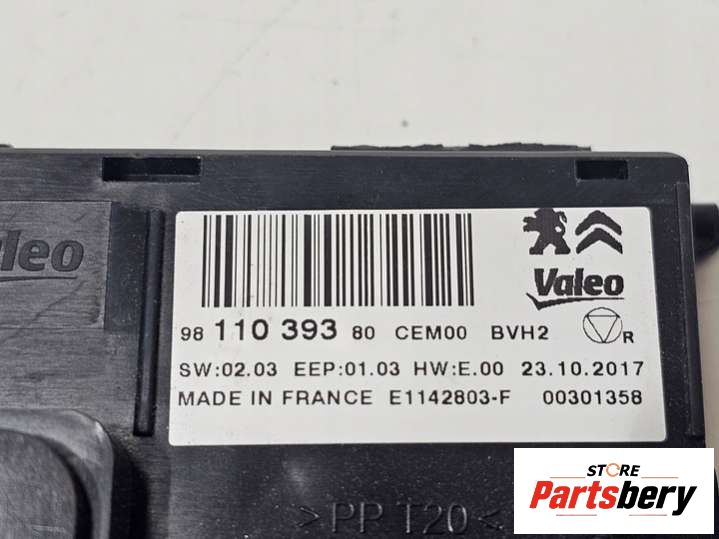 Valeo
Valeo
98 110 393 80 CEM00 BVH2
R
SW:02.03 EEP:01.03 HW:E.00 23.10.2017
MADE IN FRANCE E1142803-F 00301358
>PP T20<
STORE
Partsbery